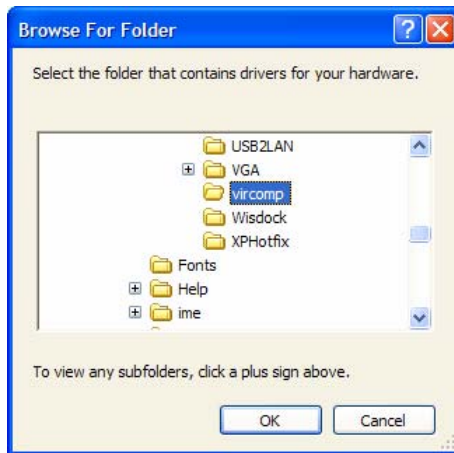 Browse For Folder
Select the folder that contains drivers for your hardware.
USB2LAN
VGA
vircomp
Wisdock
XPHotfix
Fonts
Help
ime
To view any subfolders, click a plus sign above.
OK Cancel